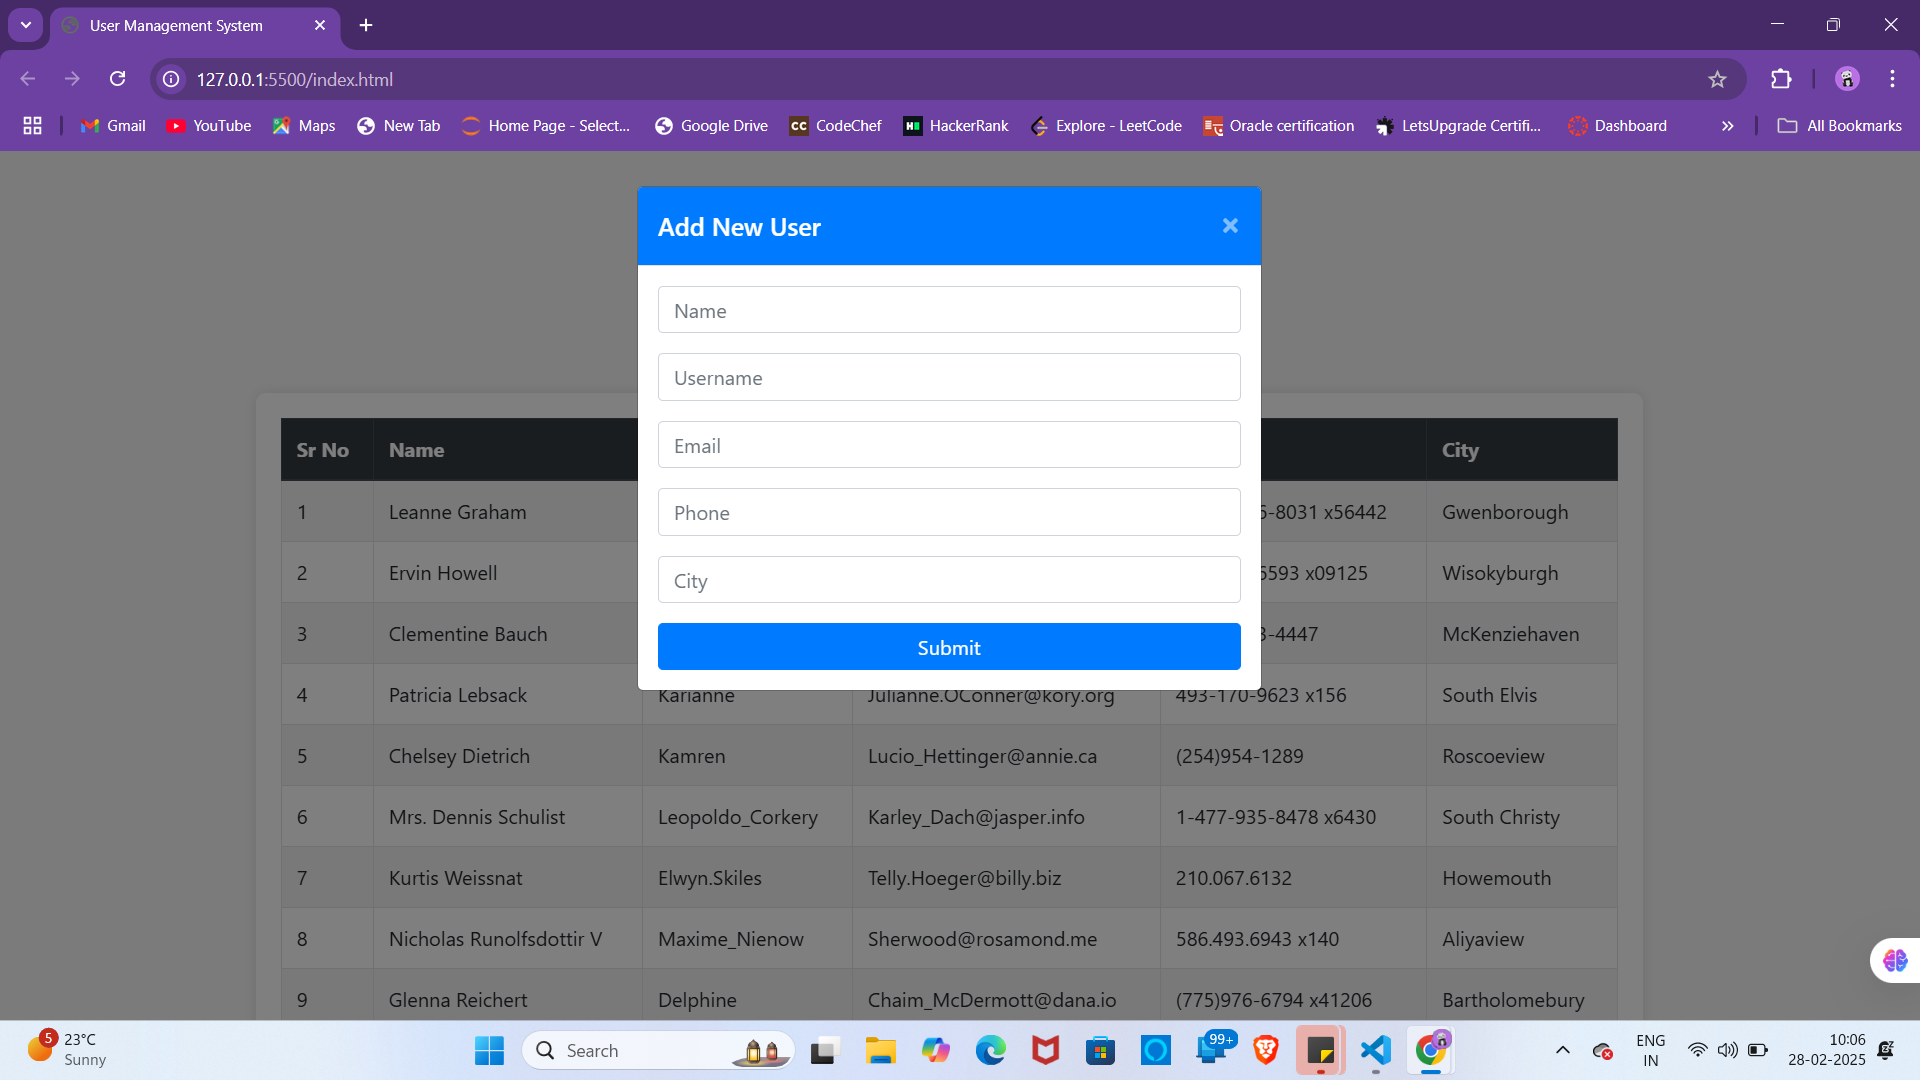 User Management System
127.0.0.1:5500/index.html
Gmail YouTube Maps New Tab Home Page - Select... Google Drive CodeChef HackerRank Explore - LeetCode Oracle certification LetsUpgrade Certifi... Dashboard » All Bookmarks
Add New User ×
Name
Username
Email
Phone
City
Submit
Sr No Name City
1 Leanne Graham -8031 x56442 Gwenborough
2 Ervin Howell 6593 x09125 Wisokyburgh
3 Clementine Bauch -4447 McKenziehaven
4 Patricia Lebsack Karianne Julianne.OConner@kory.org 493-170-9623 x156 South Elvis
5 Chelsey Dietrich Kamren Lucio_Hettinger@annie.ca (254)954-1289 Roscoeview
6 Mrs. Dennis Schulist Leopoldo_Corkery Karley_Dach@jasper.info 1-477-935-8478 x6430 South Christy
7 Kurtis Weissnat Elwyn.Skiles Telly.Hoeger@billy.biz 210.067.6132 Howemouth
8 Nicholas Runolfsdottir V Maxime_Nienow Sherwood@rosamond.me 586.493.6943 x140 Aliyaview
9 Glenna Reichert Delphine Chaim_McDermott@dana.io (775)976-6794 x41206 Bartholomebury
5 23°C
Sunny
Search
99+
ENG
IN
10:06
28-02-2025